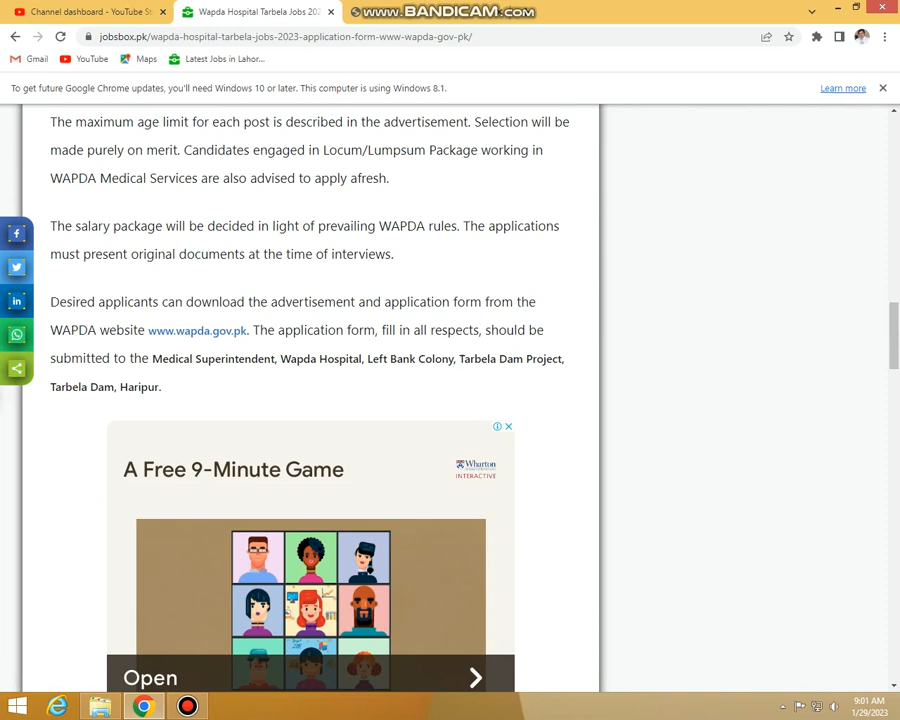 Channel dashboard - YouTube St
Wapda Hospital Tarbela Jobs 202
www.BANDICAM.com
jobsbox.pk/wapda-hospital-tarbela-jobs-2023-application-form-www-wapda-gov-pk/
Gmail
YouTube
Maps
Latest Jobs in Lahor...
To get future Google Chrome updates, you'll need Windows 10 or later. This computer is using Windows 8.1.
Learn more
The maximum age limit for each post is described in the advertisement. Selection will be
made purely on merit. Candidates engaged in Locum/Lumpsum Package working in
WAPDA Medical Services are also advised to apply afresh.
The salary package will be decided in light of prevailing WAPDA rules. The applications
must present original documents at the time of interviews.
Desired applicants can download the advertisement and application form from the
WAPDA website www.wapda.gov.pk. The application form, fill in all respects, should be
submitted to the Medical Superintendent, Wapda Hospital, Left Bank Colony, Tarbela Dam Project,
Tarbela Dam, Haripur.
A Free 9-Minute Game
Wharton
INTERACTIVE
Open
9:01 AM
1/29/2023